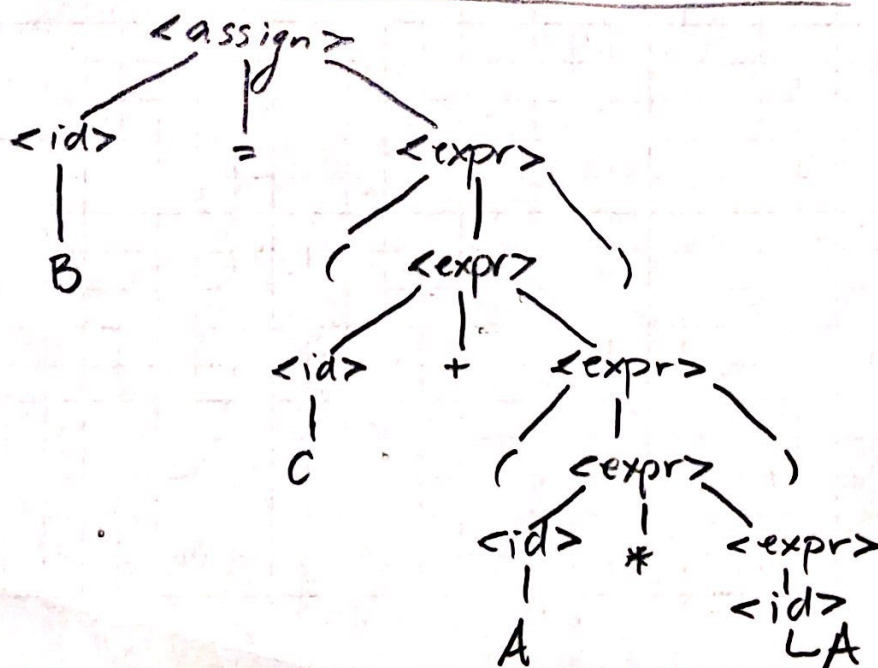 <assign>
<id> = <expr>
B ( <expr> )
<id> + <expr>
C ( <expr> )
<id> * <expr>
<id>
A A